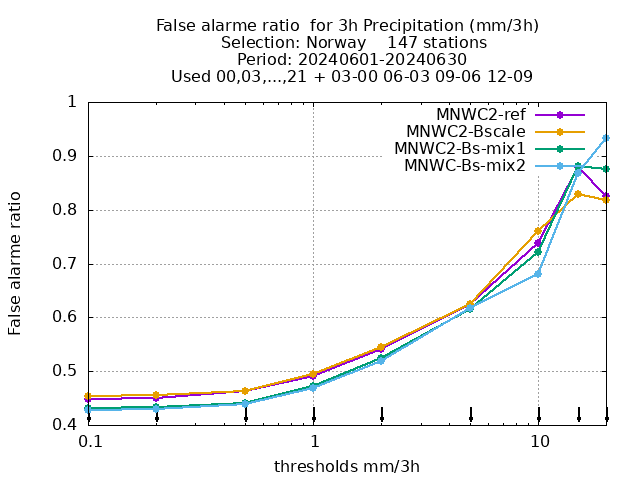 False alarme ratio  for 3h Precipitation (mm/3h)
Selection: Norway    147 stations
Period: 20240601-20240630
Used 00,03,...,21 + 03-00 06-03 09-06 12-09
1
0.9
0.8
0.7
0.6
0.5
0.4
False alarme ratio
MNWC2-ref
MNWC2-Bscale
MNWC2-Bs-mix1
MNWC-Bs-mix2
0.1
1
10
thresholds mm/3h